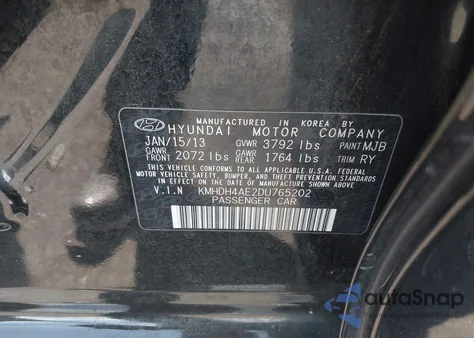 MANUFACTURED IN KOREA BY
HYUNDAI MOTOR COMPANY
JAN/15/13 GVWR 3792 lbs PAINT MJB
GAWR FRONT 2072 lbs GAWR REAR 1764 lbs TRIM RY
THIS VEHICLE CONFORMS TO ALL APPLICABLE U.S.A. FEDERAL
MOTOR VEHICLE SAFETY, BUMPER, AND THEFT PREVENTION
STANDARDS IN EFFECT ON THE DATE OF MANUFACTURE SHOWN ABOVE.
V.I.N KMHDH4AE2DU765202
PASSENGER CAR
autoSnap